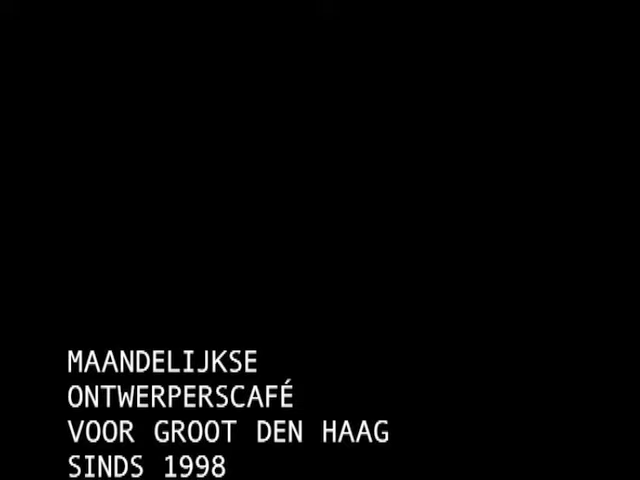 MAANDELIJKSE
ONTWERPERSCAFÉ
VOOR GROOT DEN HAAG
SINDS 1998